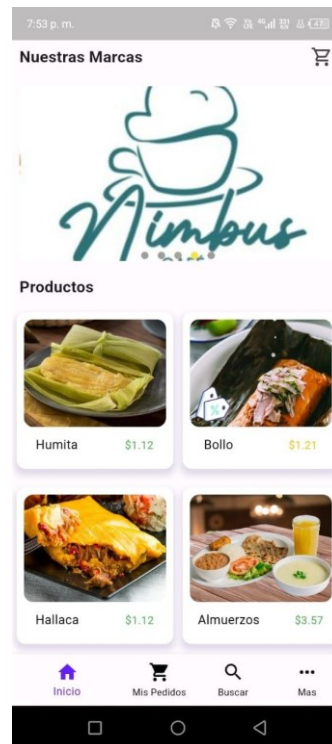 7:53 p. m.
Nuestras Marcas
Nimbus
Productos
Humita $1.12
Bollo $1.21
Hallaca $1.12
Almuerzos $3.57
Inicio
Mis Pedidos
Buscar
Mas